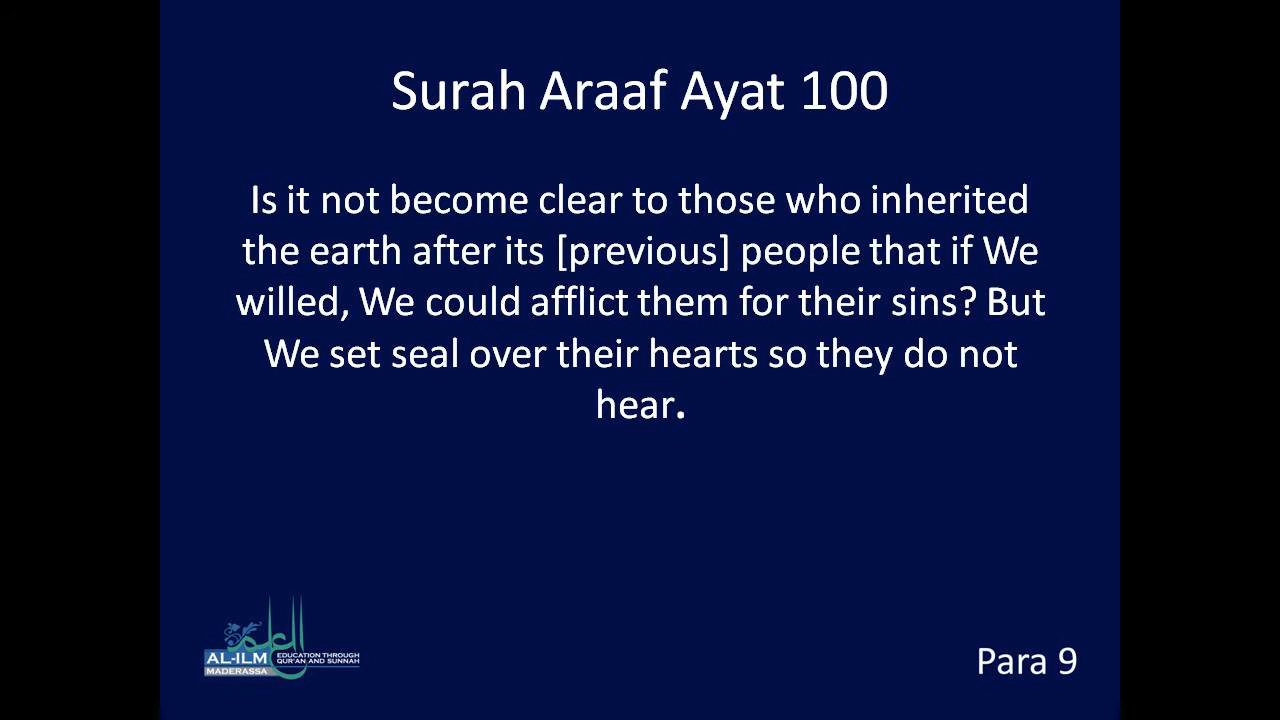 Surah Araaf Ayat 100
Is it not become clear to those who inherited
the earth after its [previous] people that if We
willed, We could afflict them for their sins? But
We set seal over their hearts so they do not
hear.
العلم
AL-ILM
MADERASSA
EDUCATION THROUGH
QUR'AN AND SUNNAH
Para 9